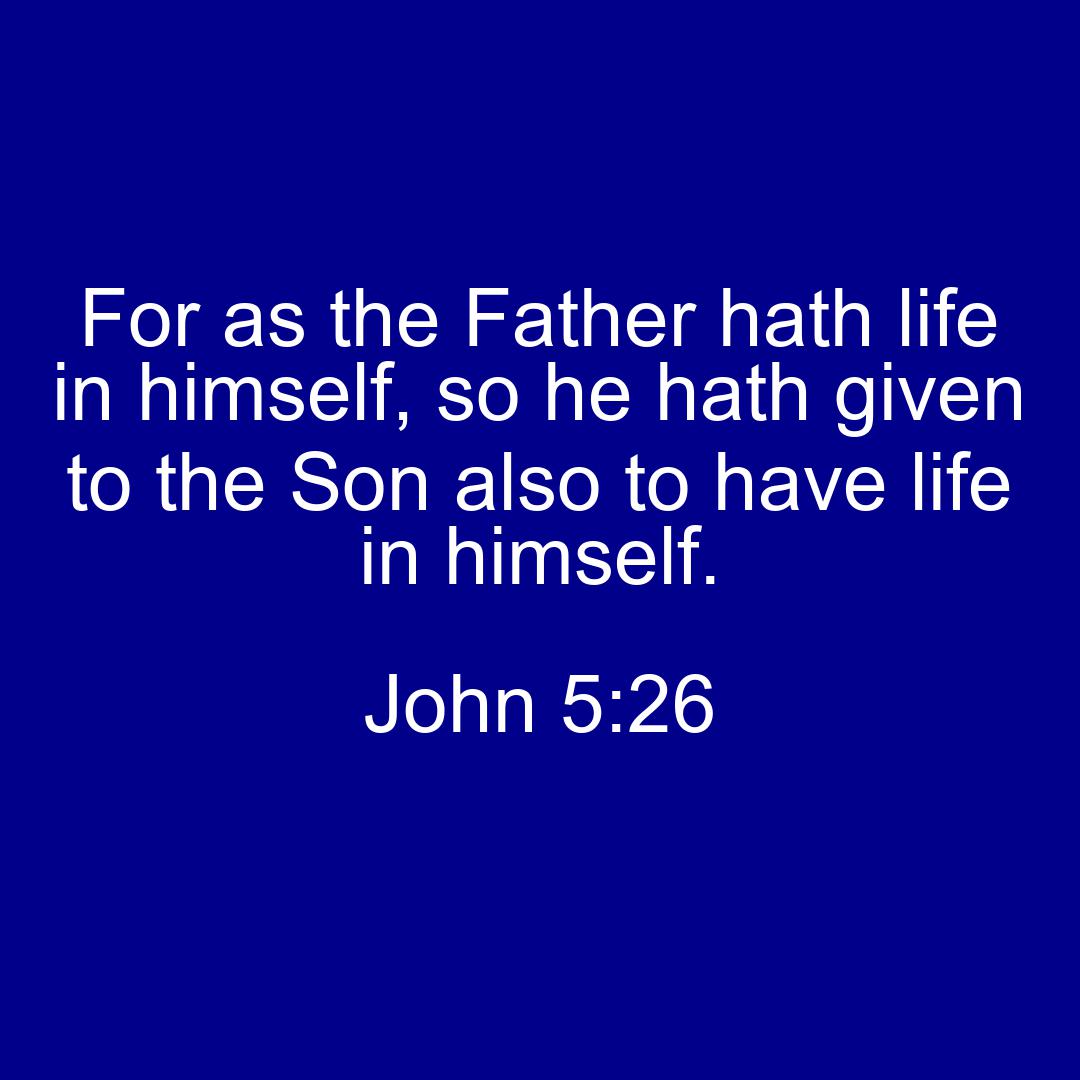 For as the Father hath life
in himself, so he hath given
to the Son also to have life
in himself.
John 5:26